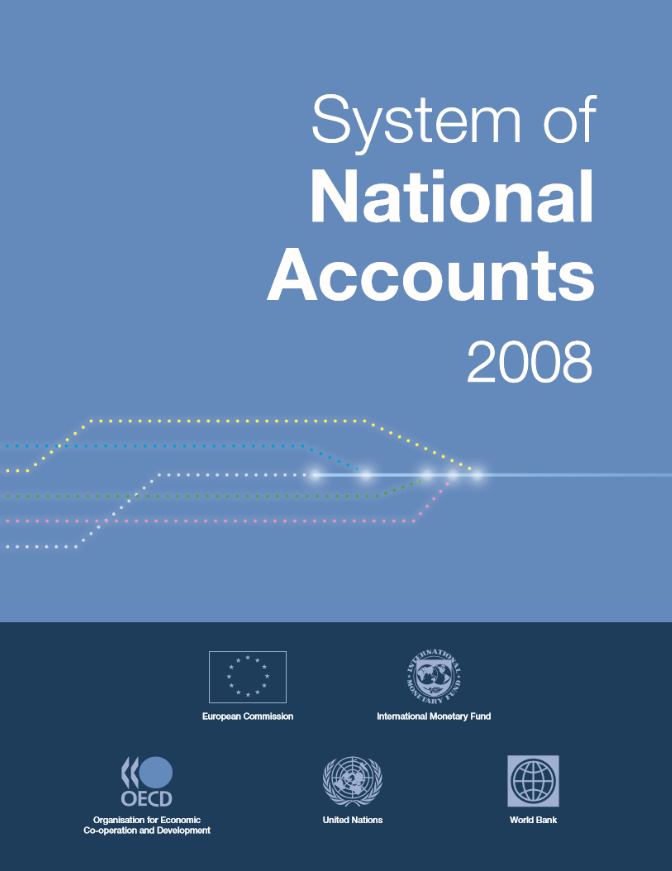 System of
National
Accounts
2008
European Commission
INTERNATIONAL MONETARY FUND
International Monetary Fund
OECD
Organisation for Economic
Co-operation and Development
United Nations
World Bank